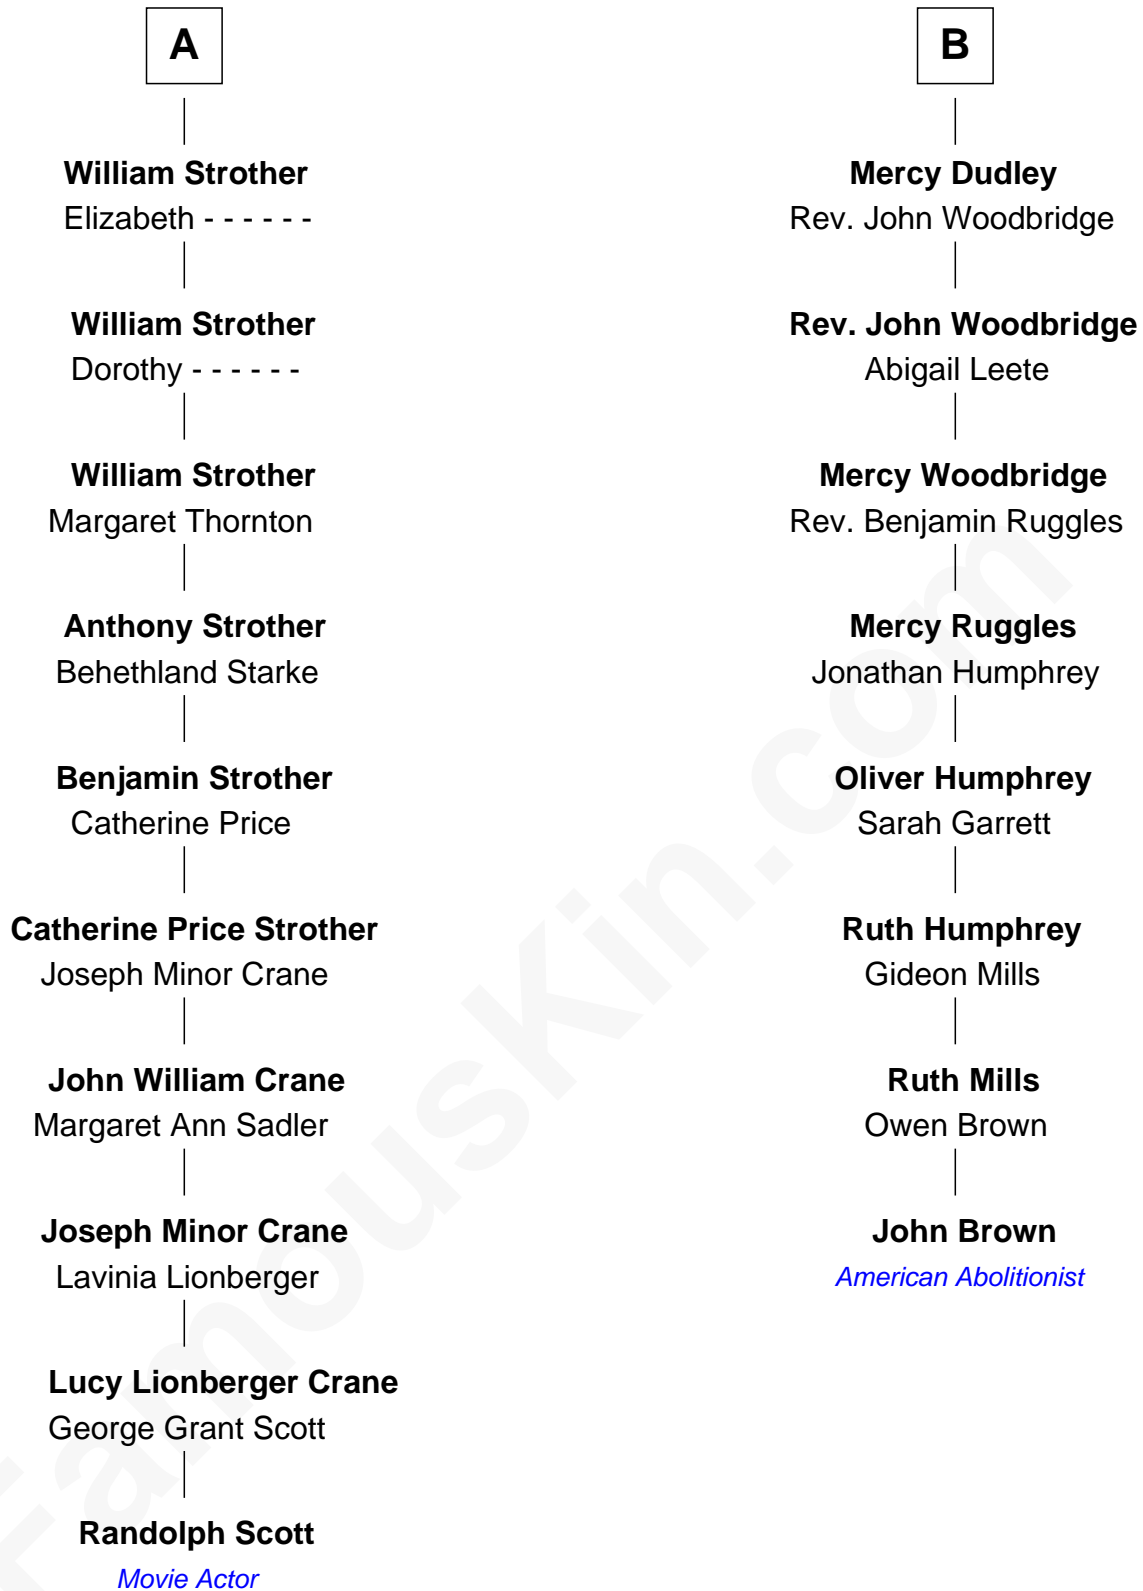 A
William Strother
Elizabeth - - - - - -
William Strother
Dorothy - - - - - -
William Strother
Margaret Thornton
Anthony Strother
Behethland Starke
Benjamin Strother
Catherine Price
Catherine Price Strother
Joseph Minor Crane
John William Crane
Margaret Ann Sadler
Joseph Minor Crane
Lavinia Lionberger
Lucy Lionberger Crane
George Grant Scott
Randolph Scott
Movie Actor
B
Mercy Dudley
Rev. John Woodbridge
Rev. John Woodbridge
Abigail Leete
Mercy Woodbridge
Rev. Benjamin Ruggles
Mercy Ruggles
Jonathan Humphrey
Oliver Humphrey
Sarah Garrett
Ruth Humphrey
Gideon Mills
Ruth Mills
Owen Brown
John Brown
American Abolitionist
FamousKin.com